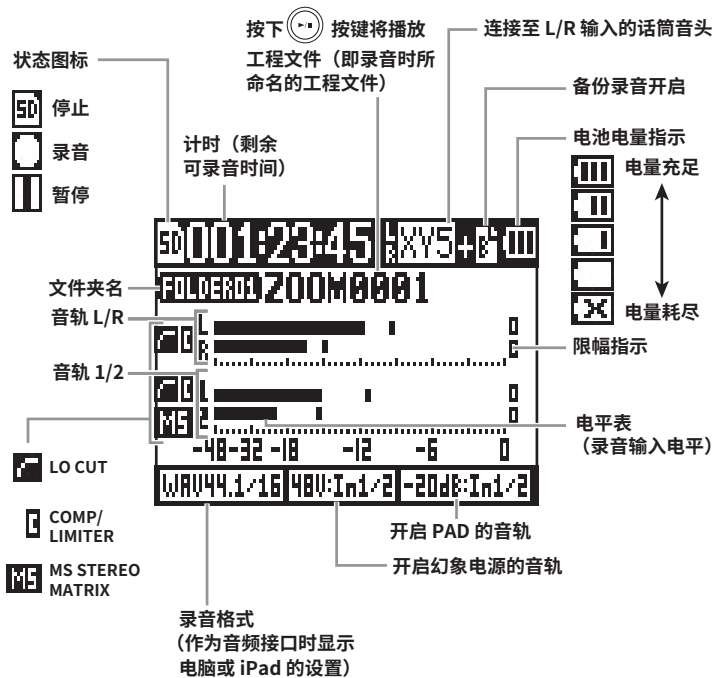 按下 按键将播放
工程文件（即录音时所
命名的工程文件）
连接至 L/R 输入的话筒音头
状态图标
SD 停止
录音
暂停
计时（剩余
可录音时间）
备份录音开启
电池电量指示
电量充足
电量耗尽
SD 001:23:45 L R XY5+B
文件夹名
FOLDER01 ZOOM0001
音轨 L/R
L
R
限幅指示
音轨 1/2
1
2
MS
电平表
（录音输入电平）
-48 -32 -18 -12 -6 0
WAV44.1/16 48V:In1/2 -20dB:In1/2
LO CUT
C COMP/
LIMITER
MS MS STEREO
MATRIX
开启 PAD 的音轨
开启幻象电源的音轨
录音格式
（作为音频接口时显示
电脑或 iPad 的设置）